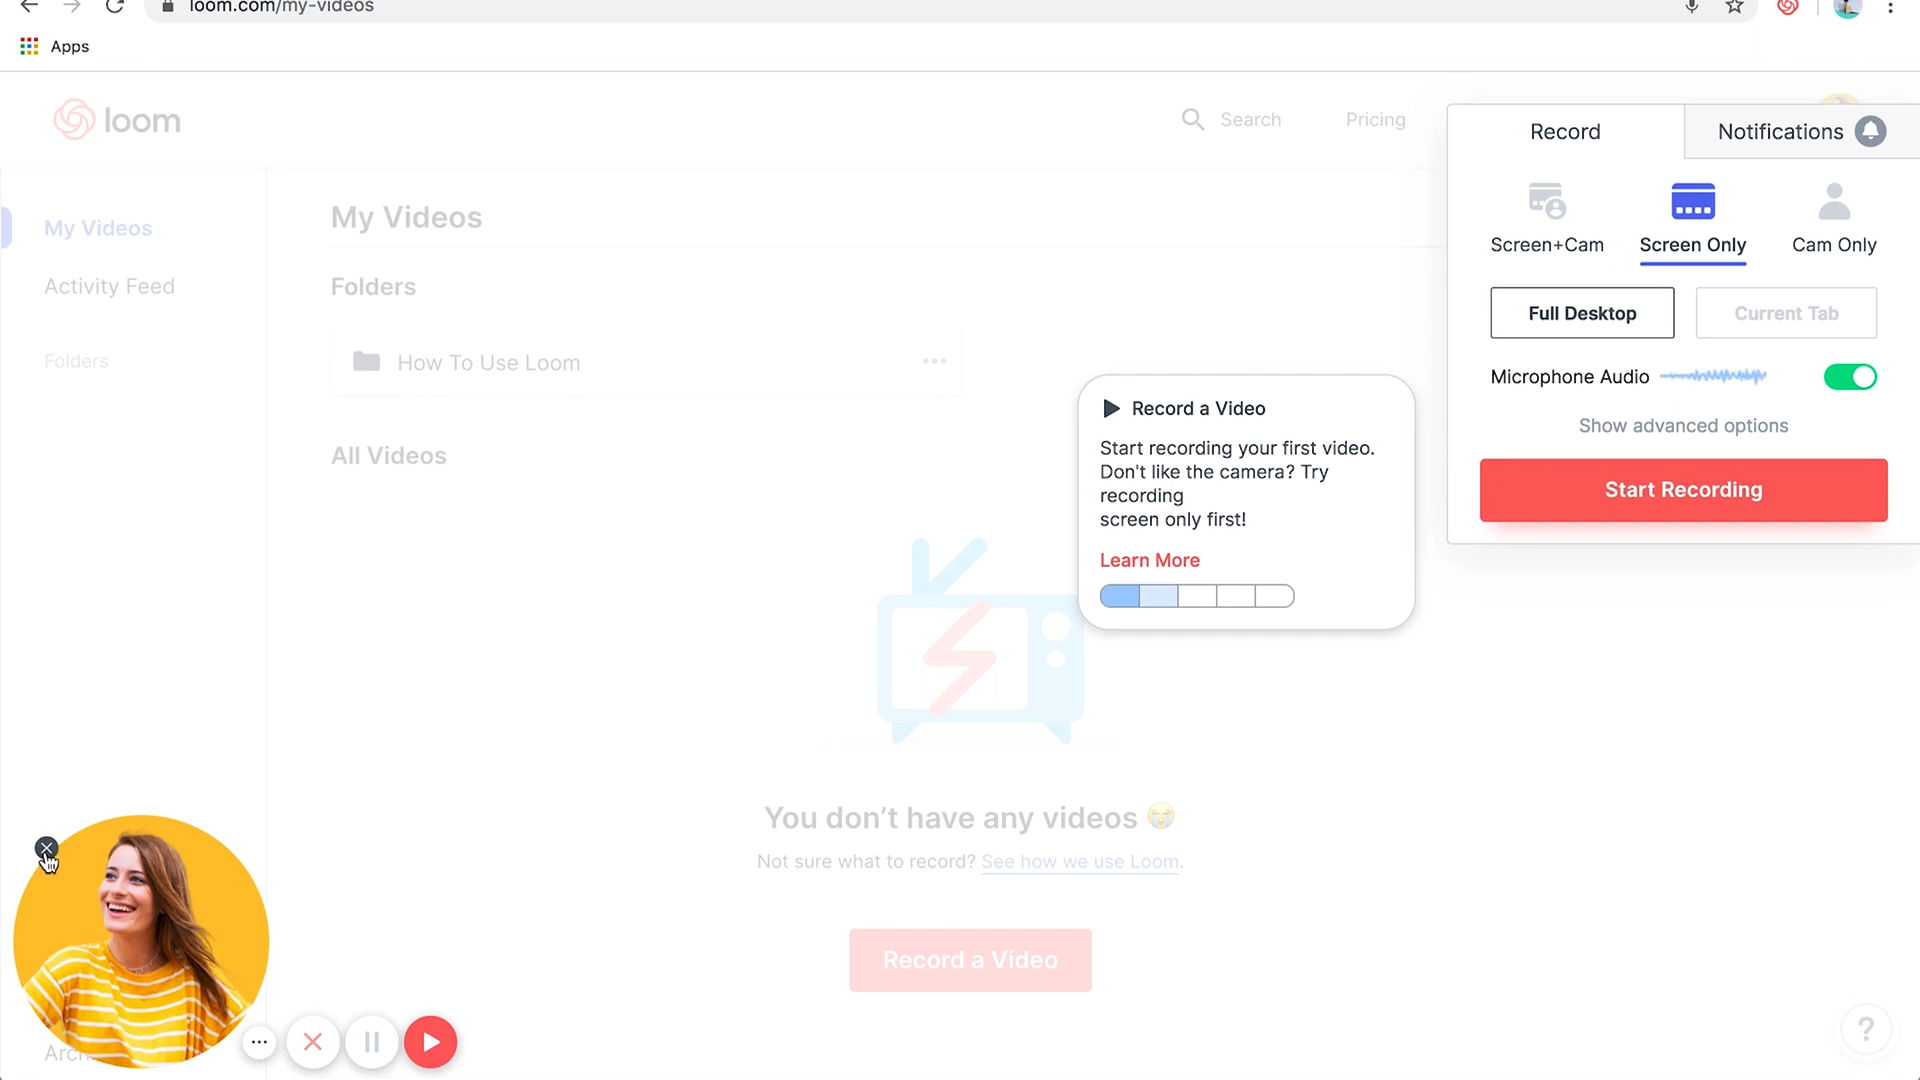 loom.com/my-videos
Apps
loom
Search
Pricing
Record
Notifications
Screen+Cam
Screen Only
Cam Only
Full Desktop
Current Tab
Microphone Audio
Show advanced options
Start Recording
My Videos
Activity Feed
Folders
My Videos
Folders
How To Use Loom
All Videos
Record a Video
Start recording your first video.
Don't like the camera? Try
recording
screen only first!
Learn More
You don’t have any videos
Not sure what to record? See how we use Loom.
Record a Video
?